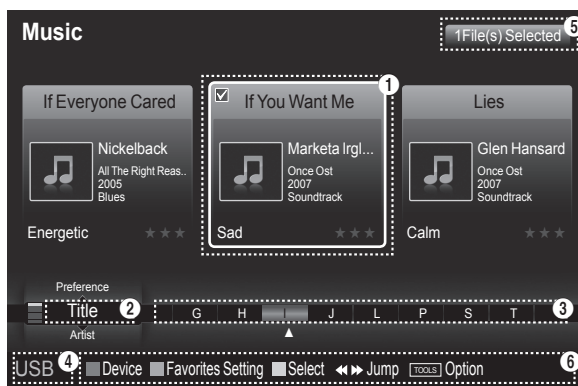 Music
1File(s) Selected
5
1
If Everyone Cared
Nickelback
All The Right Reas..
2005
Blues
Energetic
If You Want Me
Marketa Irgl...
Once Ost
2007
Soundtrack
Sad
Lies
Glen Hansard
Once Ost
2007
Soundtrack
Calm
Preference
Title
2
G H I J L P S T
3
Artist
USB
4
Device Favorites Setting Select Jump TOOLS Option
6